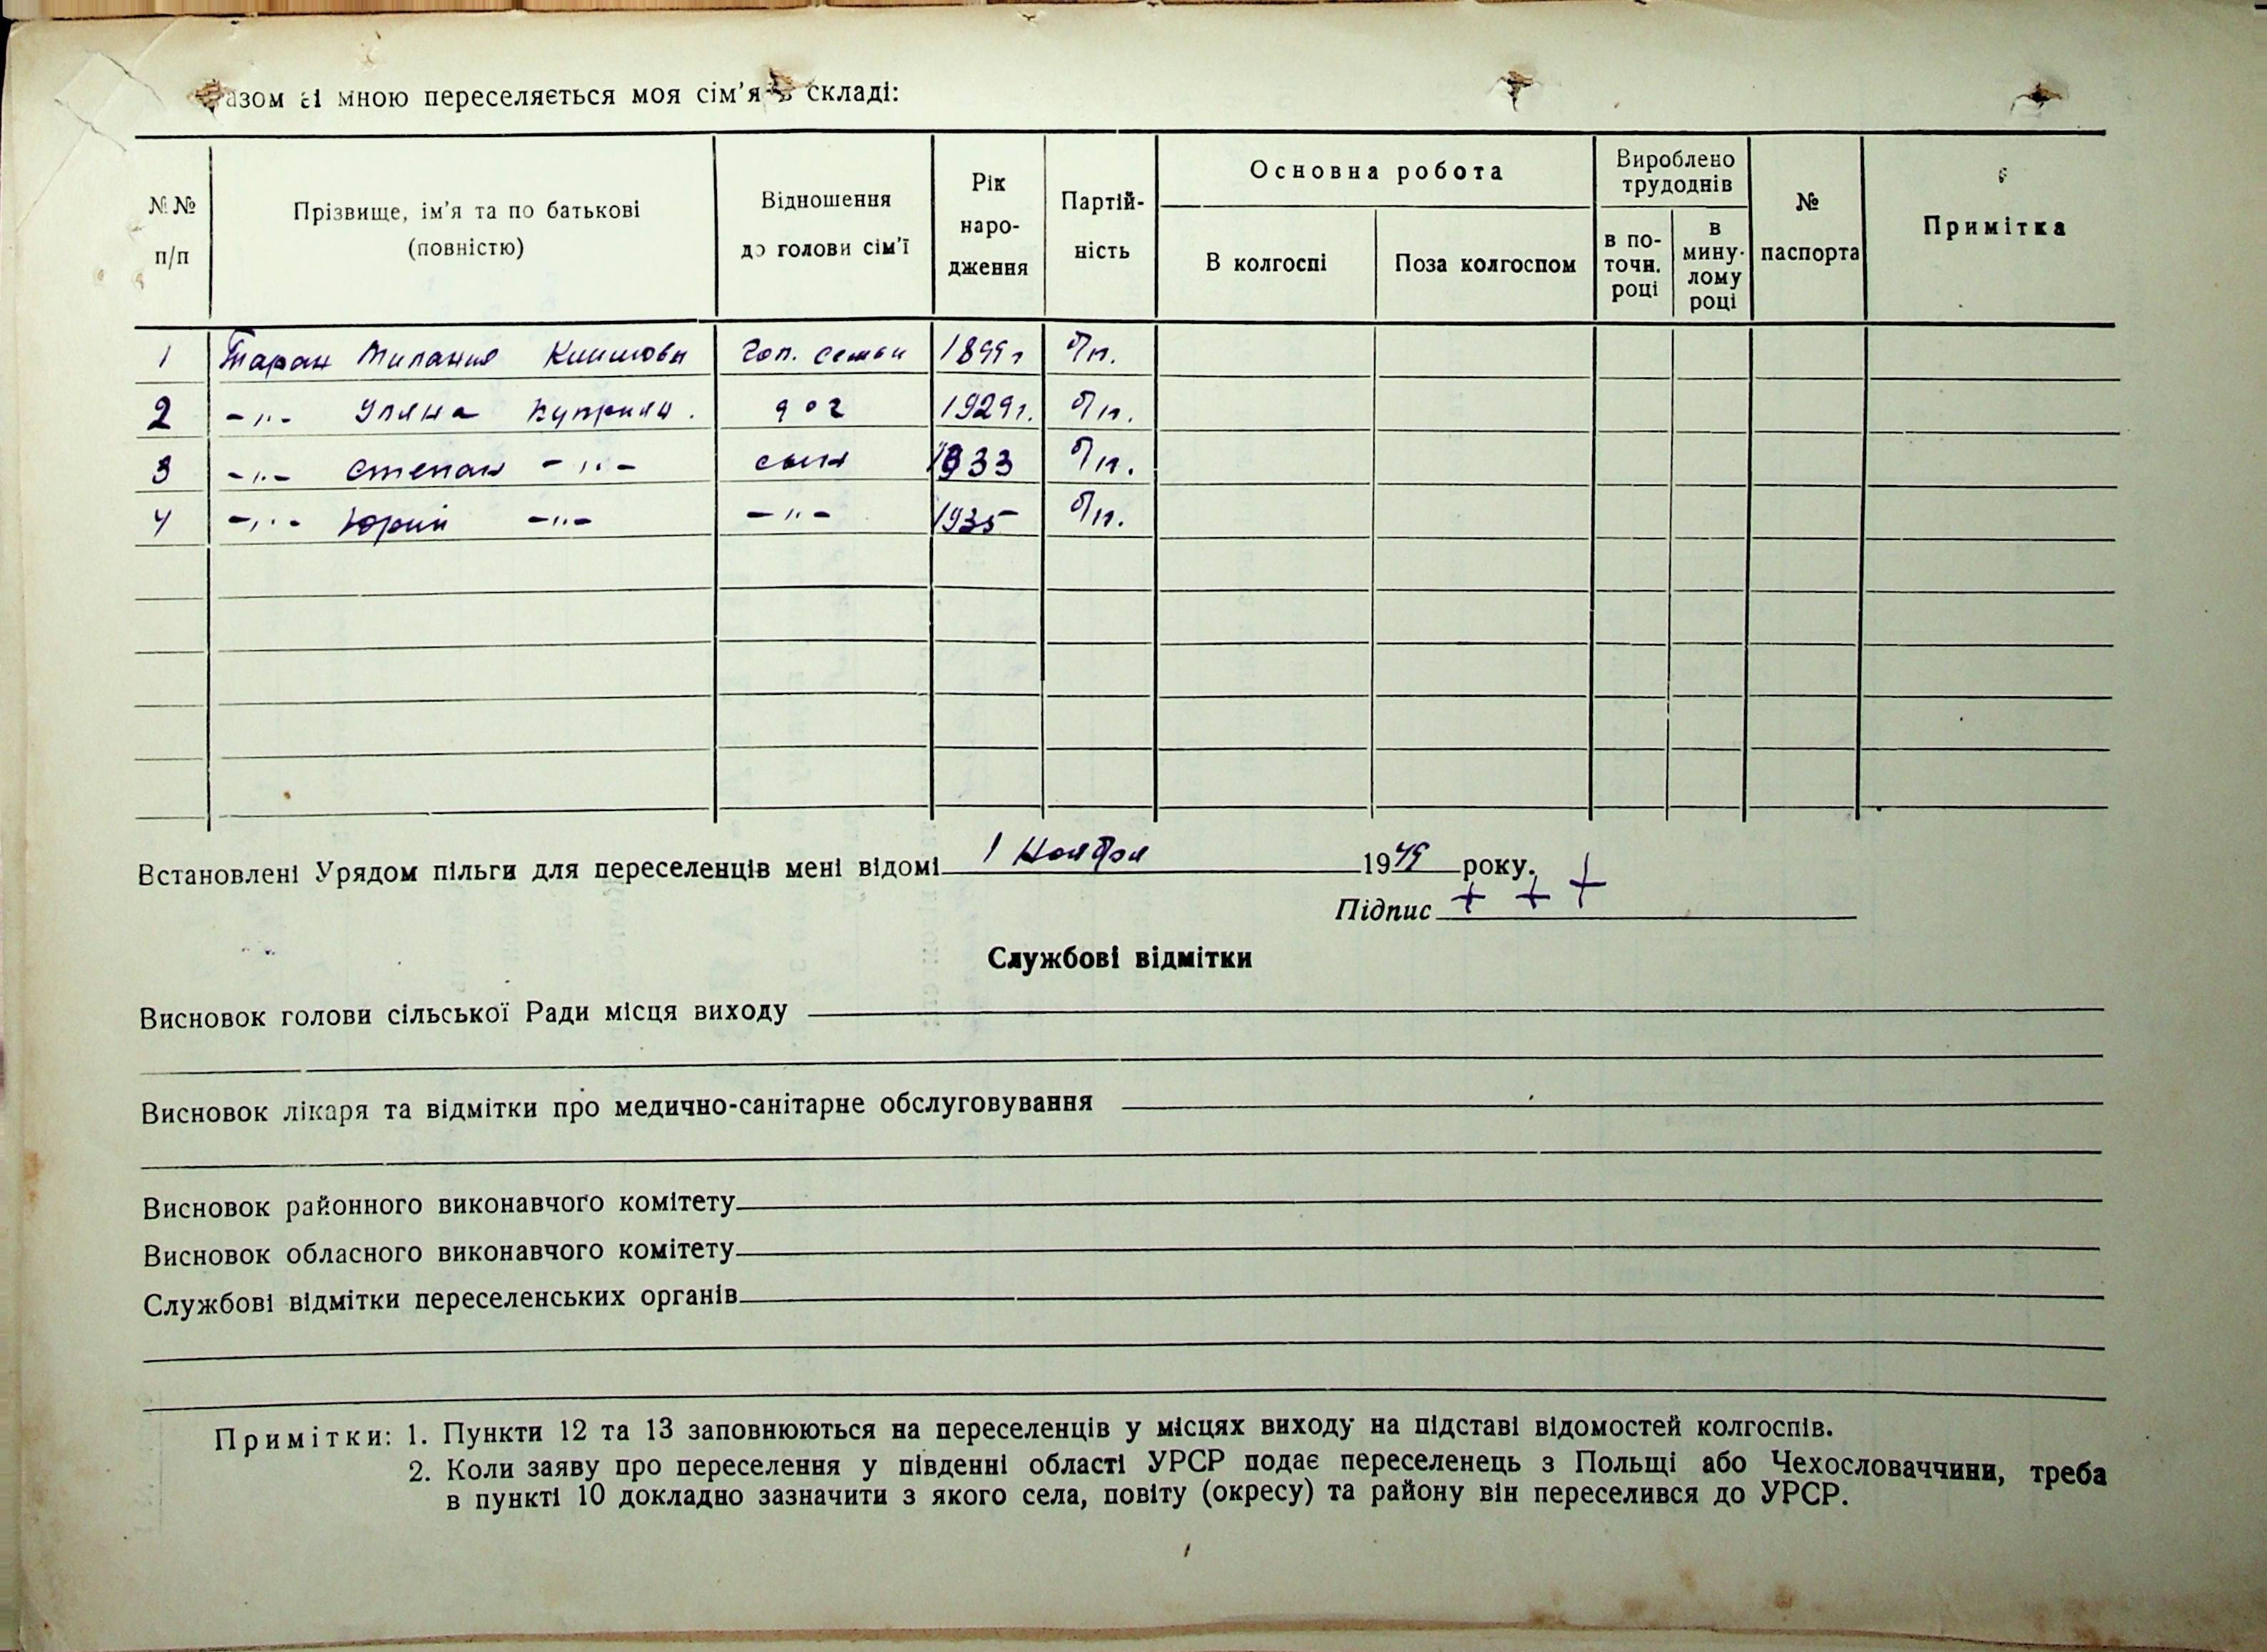 азом зі мною переселяється моя сім'я в складі:
№№ п/п
Прізвище, ім'я та по батькові (повністю)
Відношення до голови сім'ї
Рік народження
Партійність
Основна робота
В колгоспі
Поза колгоспом
Вироблено трудоднів
в поточн. році
в минулому році
№ паспорта
Примітка
1 Таран Милания гол. семьи 1899г б/п.
2 -"- Уляна Куприян. доч 1929г. б/п.
3 -"- Степан -"- сын 1933 б/п.
4 -"- Юрий -"- -"- 1935 б/п.
Встановлені Урядом пільги для переселенців мені відомі 1 Ноября 1949 року.
Підпис + + +
Службові відмітки
Висновок голови сільської Ради місця виходу
Висновок лікаря та відмітки про медично-санітарне обслуговування
Висновок районного виконавчого комітету
Висновок обласного виконавчого комітету
Службові відмітки переселенських органів
Примітки: 1. Пункти 12 та 13 заповнюються на переселенців у місцях виходу на підставі відомостей колгоспів.
2. Коли заяву про переселення у південні області УРСР подає переселенець з Польщі або Чехословаччини, треба
в пункті 10 докладно зазначити з якого села, повіту (окресу) та району він переселився до УРСР.